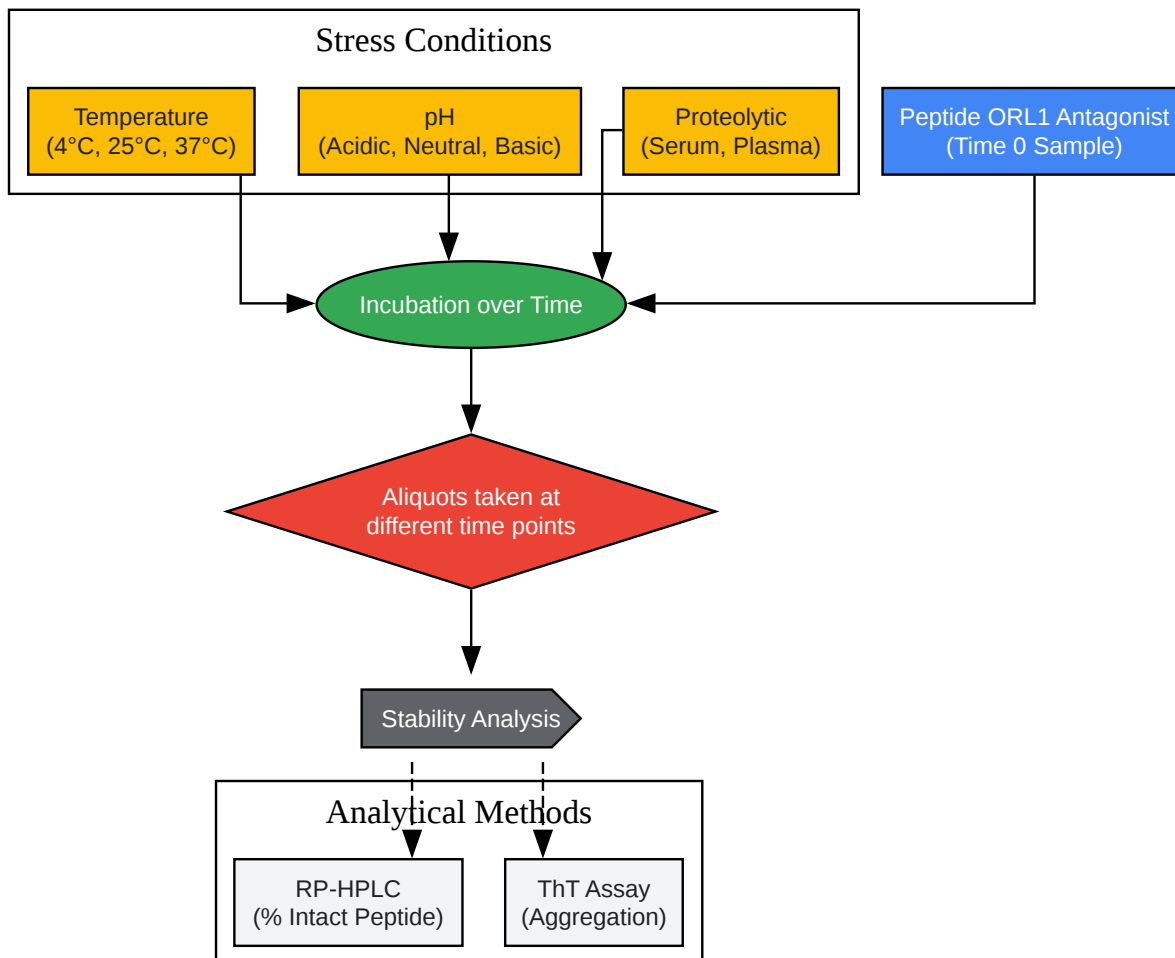 Stress Conditions
Temperature
(4°C, 25°C, 37°C)
pH
(Acidic, Neutral, Basic)
Proteolytic
(Serum, Plasma)
Peptide ORL1 Antagonist
(Time 0 Sample)
Incubation over Time
Aliquots taken at
different time points
Stability Analysis
Analytical Methods
RP-HPLC
(% Intact Peptide)
ThT Assay
(Aggregation)